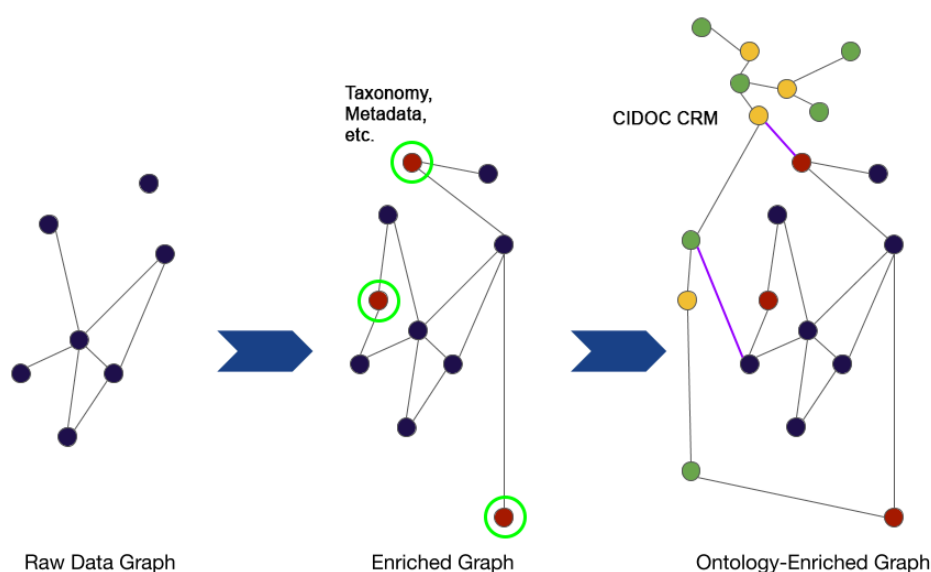 Taxonomy,
Metadata,
etc.
CIDOC CRM
Raw Data Graph
Enriched Graph
Ontology-Enriched Graph